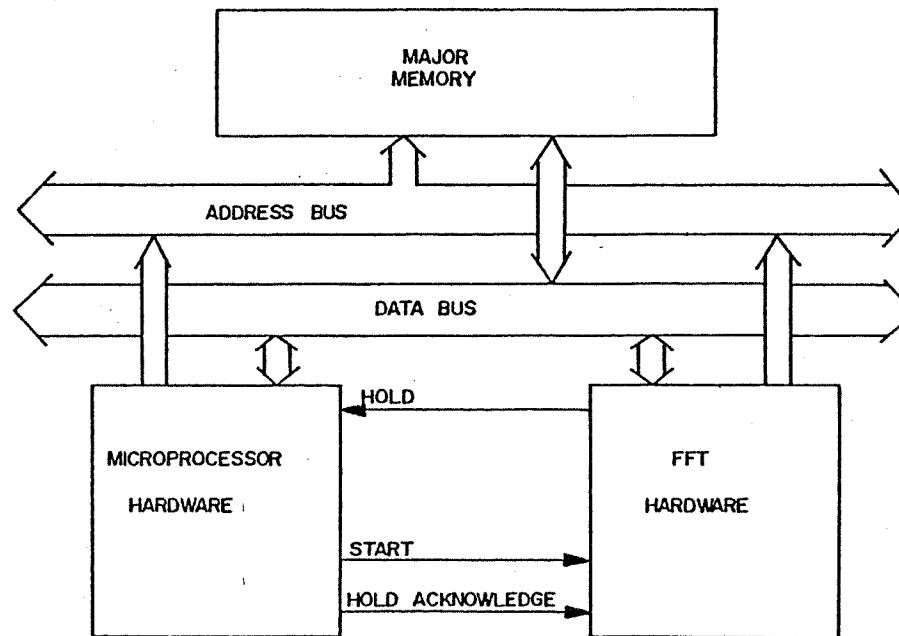 MAJOR
MEMORY
ADDRESS BUS
DATA BUS
HOLD
MICROPROCESSOR
HARDWARE
FFT
HARDWARE
START
HOLD ACKNOWLEDGE